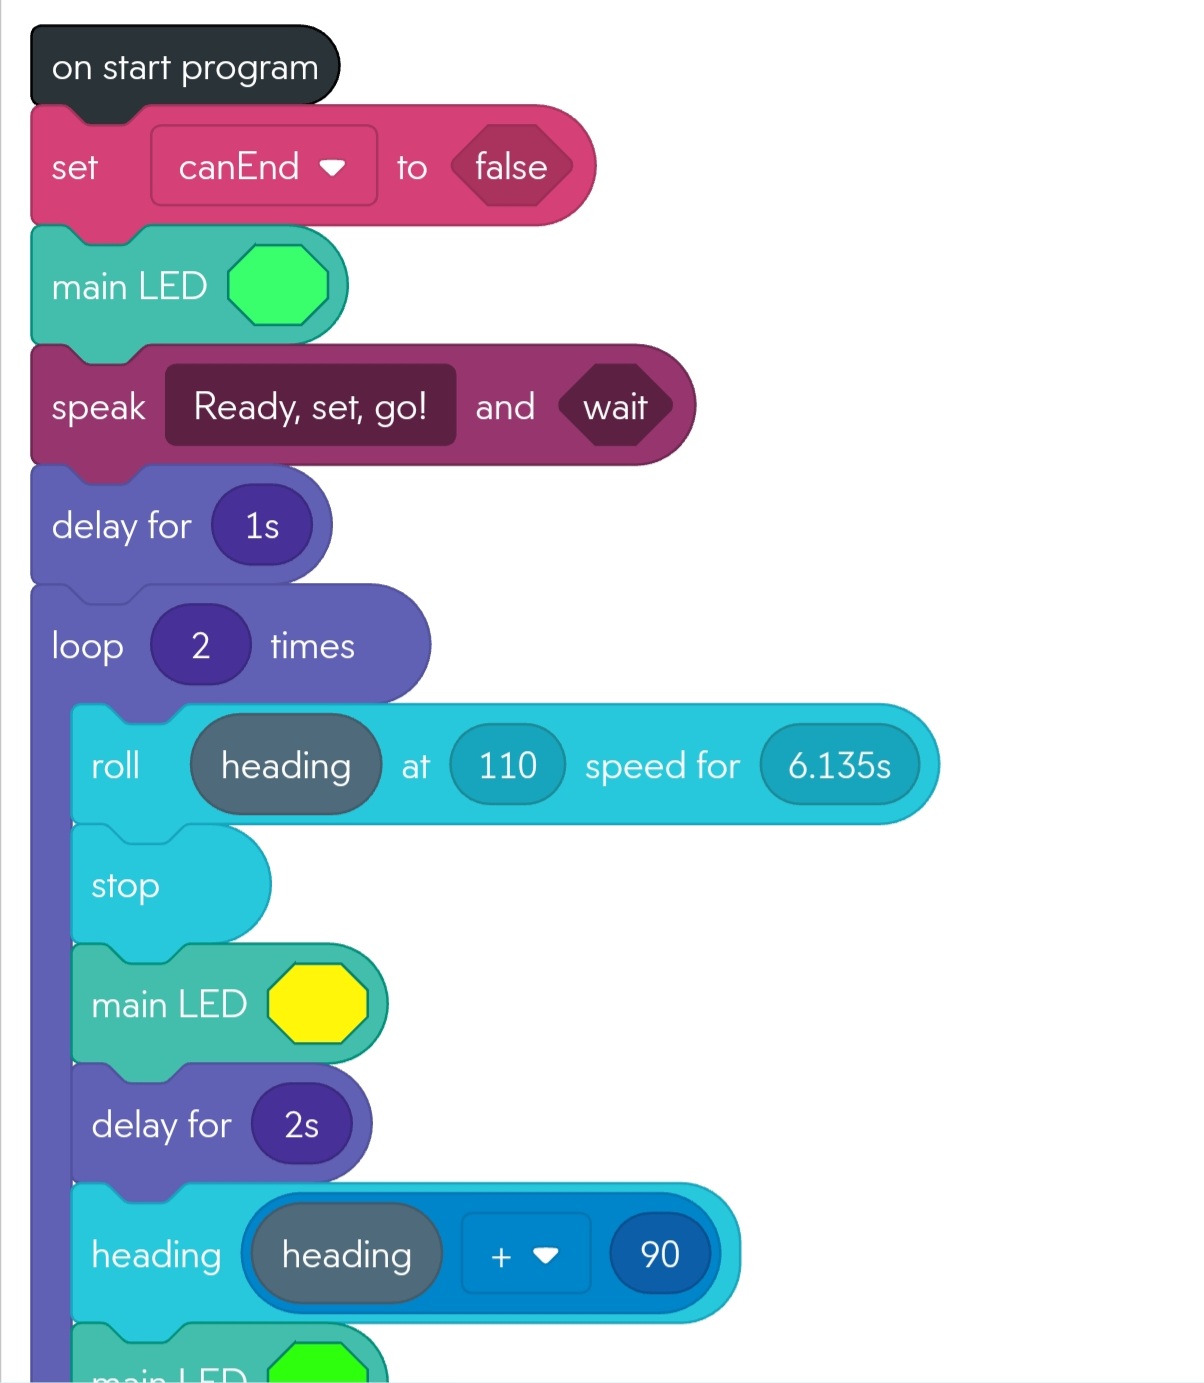 on start program
set canEnd to false
main LED
speak Ready, set, go! and wait
delay for 1s
loop 2 times
roll heading at 110 speed for 6.135s
stop
main LED
delay for 2s
heading heading + 90
main LED